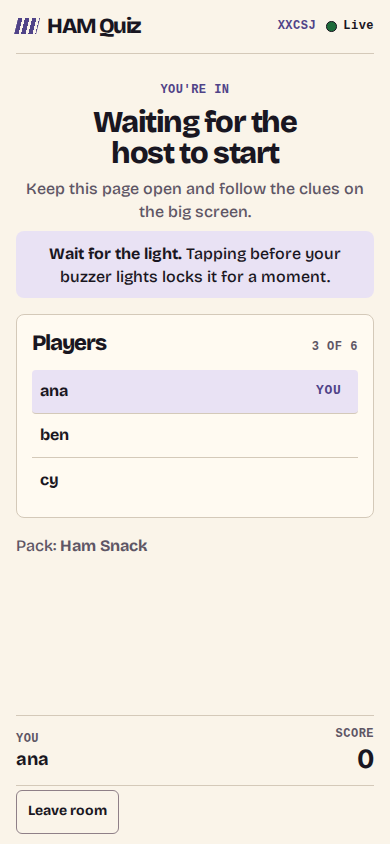 HAM Quiz
XXCSJ Live
YOU'RE IN
Waiting for the
host to start
Keep this page open and follow the clues on
the big screen.
Wait for the light. Tapping before your
buzzer lights locks it for a moment.
Players
3 OF 6
ana
YOU
ben
cy
Pack: Ham Snack
YOU
ana
SCORE
0
Leave room